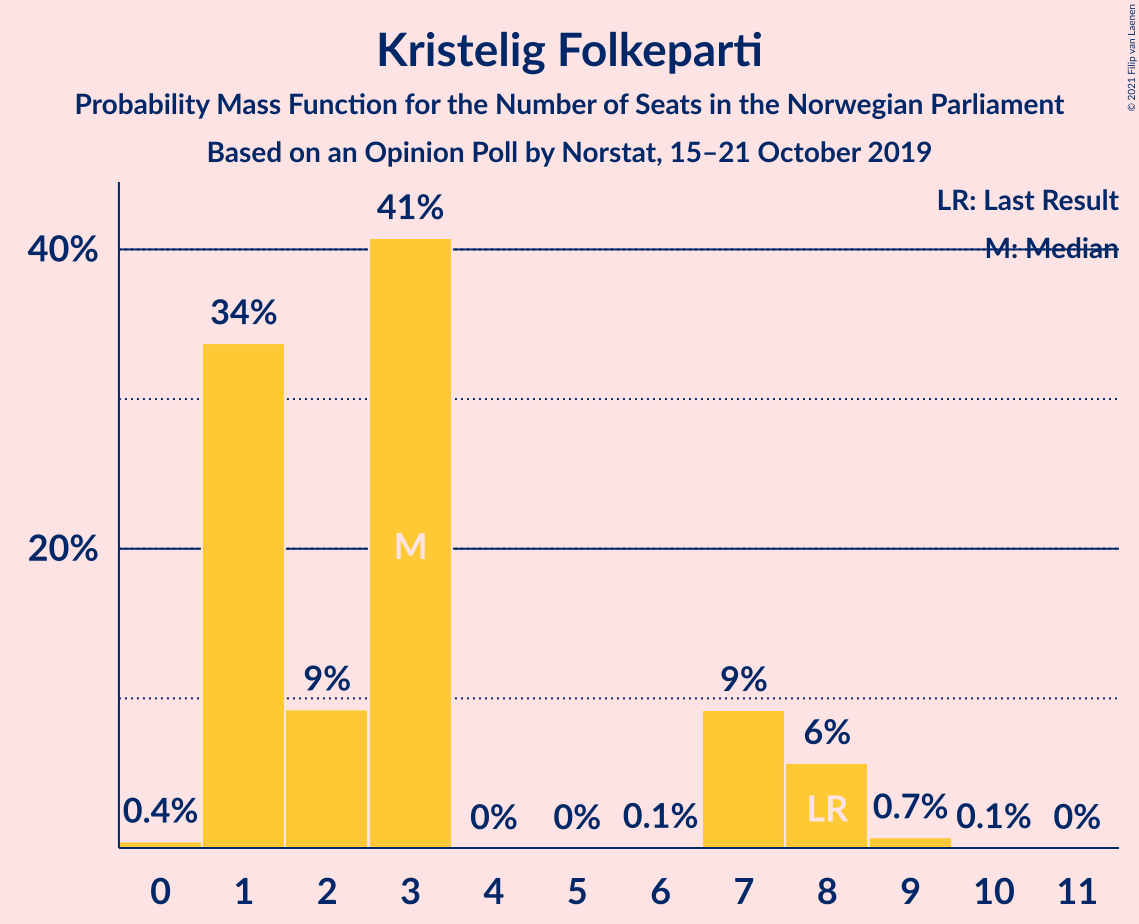 Kristelig Folkeparti
Probability Mass Function for the Number of Seats in the Norwegian Parliament
Based on an Opinion Poll by Norstat, 15–21 October 2019
© 2021 Filip van Laenen
LR: Last Result
M: Median
40%
20%
0.4%
34%
9%
41%
M
0%
0%
0.1%
9%
6%
LR
0.7%
0.1%
0%
0 1 2 3 4 5 6 7 8 9 10 11